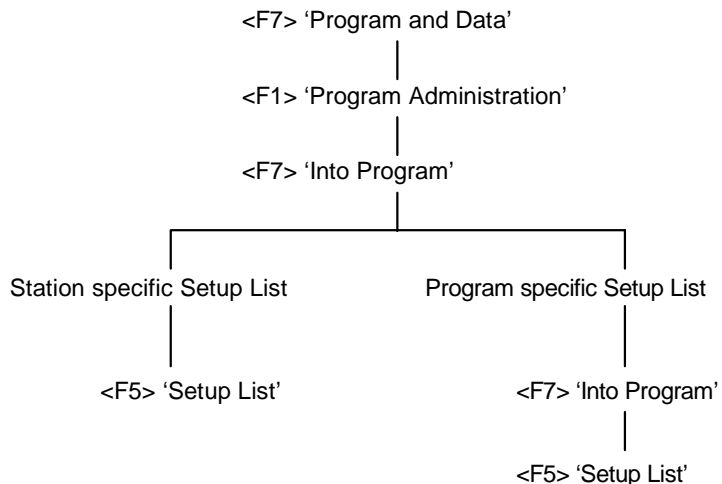 <F7> ‘Program and Data’
<F1> ‘Program Administration’
<F7> ‘Into Program’
Station specific Setup List
Program specific Setup List
<F5> ‘Setup List’
<F7> ‘Into Program’
<F5> ‘Setup List’